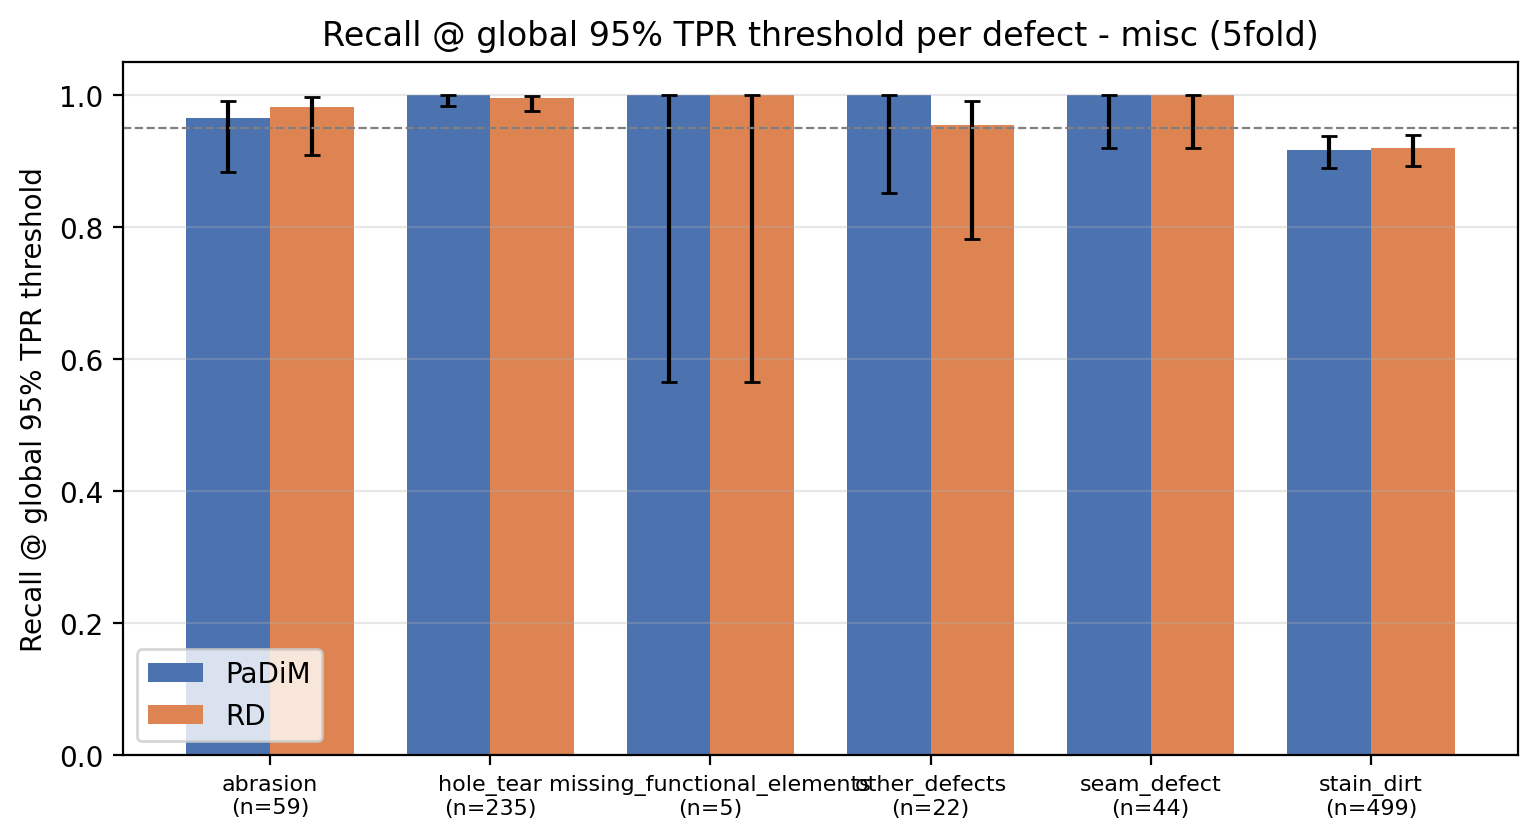 Recall @ global 95% TPR threshold per defect - misc (5fold)
Recall @ global 95% TPR threshold
1.0
0.8
0.6
0.4
0.2
0.0
PaDiM
RD
abrasion
(n=59)
hole_tear
(n=235)
missing_functional_elements
(n=5)
other_defects
(n=22)
seam_defect
(n=44)
stain_dirt
(n=499)